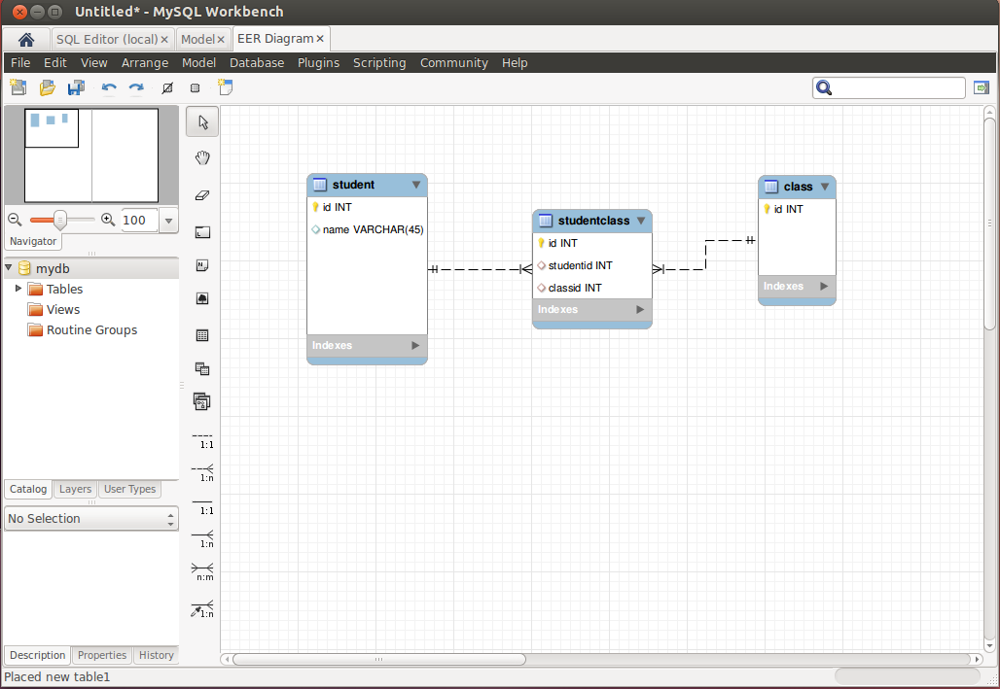 Untitled* - MySQL Workbench
SQL Editor (local) Model EER Diagram
File Edit View Arrange Model Database Plugins Scripting Community Help
100
Navigator
mydb
Tables
Views
Routine Groups
Catalog Layers User Types
No Selection
Description Properties History
Placed new table1
1:1
1:n
1:1
1:n
n:m
1:n
student
id INT
name VARCHAR(45)
Indexes
studentclass
id INT
studentid INT
classid INT
Indexes
class
id INT
Indexes